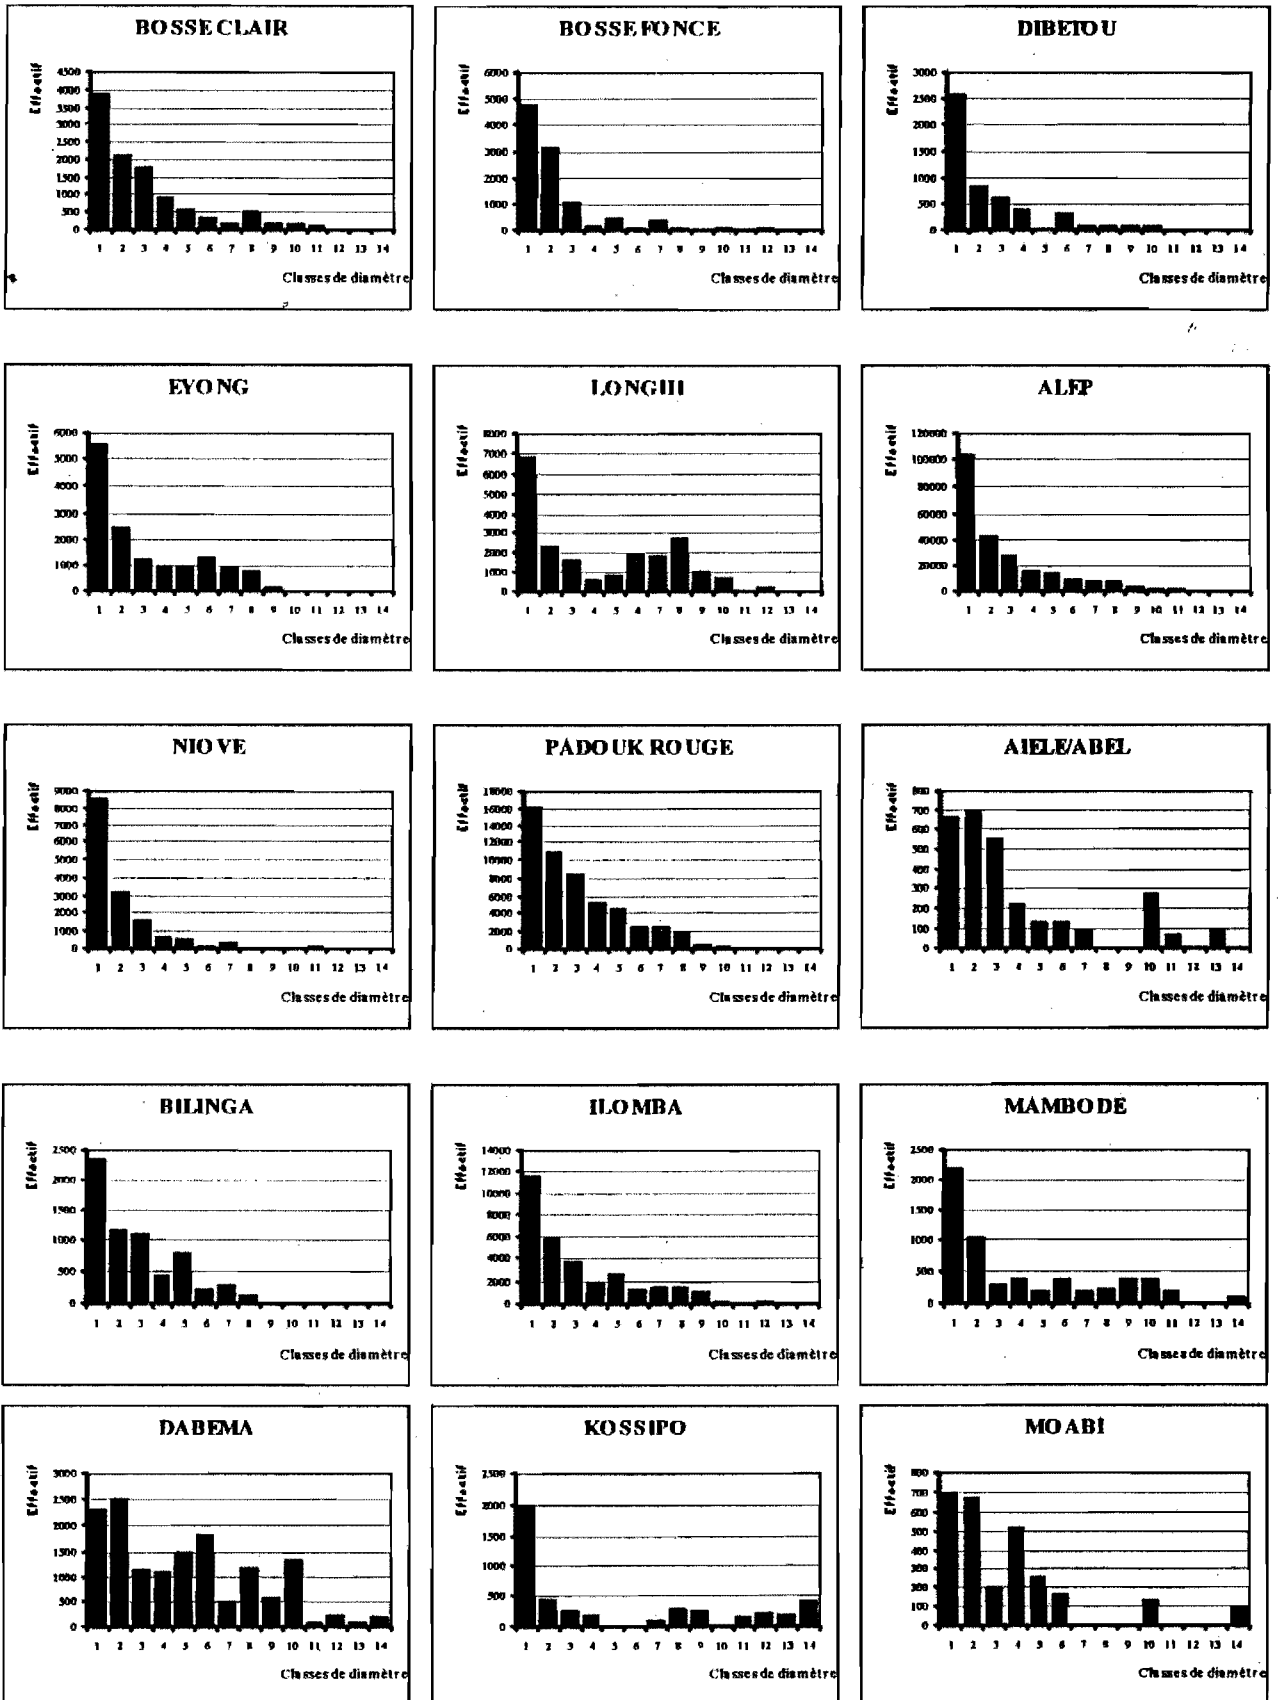 BOSSE CLAIR
Effectif
4500
4000
3500
3000
2500
2000
1500
1000
500
0
1 2 3 4 5 6 7 8 9 10 11 12 13 14
Classes de diamètre
BOSSE FONCE
Effectif
6000
5000
4000
3000
2000
1000
0
1 2 3 4 5 6 7 8 9 10 11 12 13 14
Classes de diamètre
DIBETOU
Effectif
3000
2500
2000
1500
1000
500
0
1 2 3 4 5 6 7 8 9 10 11 12 13 14
Classes de diamètre
EYONG
Effectif
6000
5000
4000
3000
2000
1000
0
1 2 3 4 5 6 7 8 9 10 11 12 13 14
Classes de diamètre
LONGHI
Effectif
8000
7000
6000
5000
4000
3000
2000
1000
0
1 2 3 4 5 6 7 8 9 10 11 12 13 14
Classes de diamètre
ALEP
Effectif
120000
100000
80000
60000
40000
20000
0
1 2 3 4 5 6 7 8 9 10 11 12 13 14
Classes de diamètre
NIOVE
Effectif
9000
8000
7000
6000
5000
4000
3000
2000
1000
0
1 2 3 4 5 6 7 8 9 10 11 12 13 14
Classes de diamètre
PADOUK ROUGE
Effectif
18000
16000
14000
12000
10000
8000
6000
4000
2000
0
1 2 3 4 5 6 7 8 9 10 11 12 13 14
Classes de diamètre
AIELE/ABEL
Effectif
800
700
600
500
400
300
200
100
0
1 2 3 4 5 6 7 8 9 10 11 12 13 14
Classes de diamètre
BILINGA
Effectif
2500
2000
1500
1000
500
0
1 2 3 4 5 6 7 8 9 10 11 12 13 14
Classes de diamètre
ILOMBA
Effectif
14000
12000
10000
8000
6000
4000
2000
0
1 2 3 4 5 6 7 8 9 10 11 12 13 14
Classes de diamètre
MAMBODE
Effectif
2500
2000
1500
1000
500
0
1 2 3 4 5 6 7 8 9 10 11 12 13 14
Classes de diamètre
DABEMA
Effectif
3000
2500
2000
1500
1000
500
0
1 2 3 4 5 6 7 8 9 10 11 12 13 14
Classes de diamètre
KOSSIPO
Effectif
2500
2000
1500
1000
500
0
1 2 3 4 5 6 7 8 9 10 11 12 13 14
Classes de diamètre
MOABI
Effectif
800
700
600
500
400
300
200
100
0
1 2 3 4 5 6 7 8 9 10 11 12 13 14
Classes de diamètre